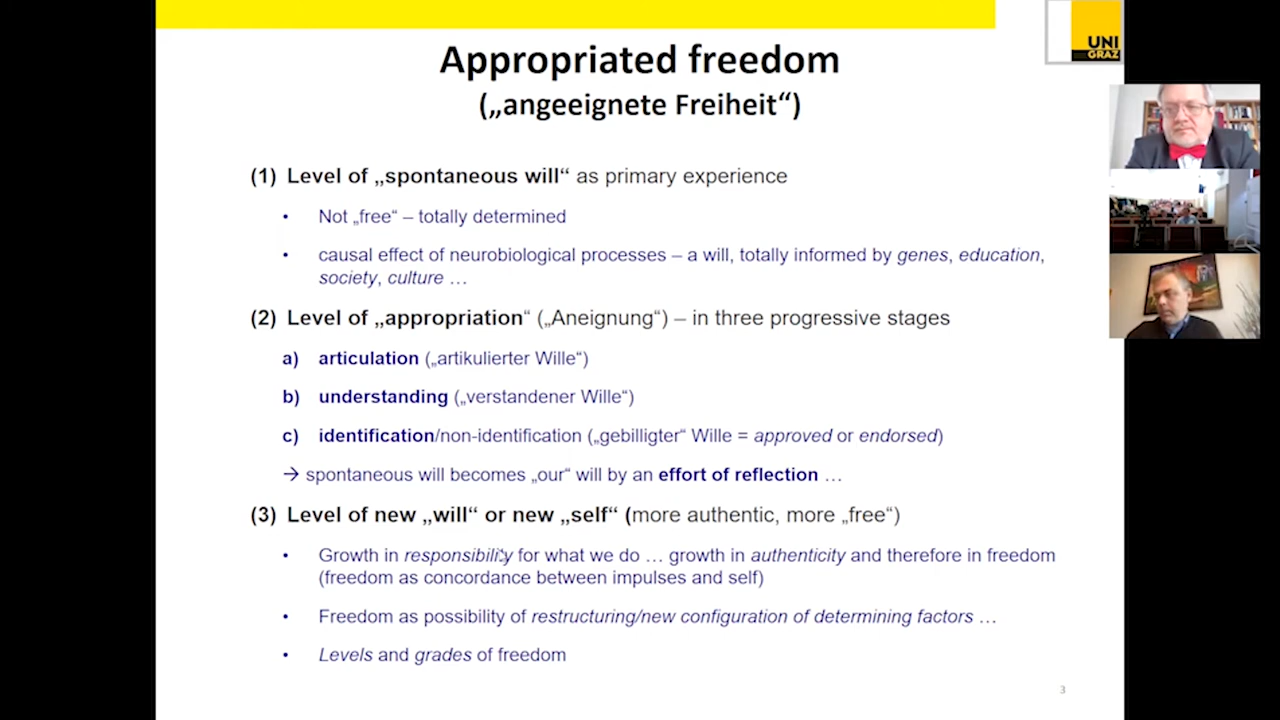 Appropriated freedom
(„angeeignete Freiheit“)
UNI
GRAZ
(1) Level of „spontaneous will“ as primary experience
• Not „free“ – totally determined
• causal effect of neurobiological processes – a will, totally informed by genes, education,
society, culture …
(2) Level of „appropriation“ („Aneignung“) – in three progressive stages
a) articulation („artikulierter Wille“)
b) understanding („verstandener Wille“)
c) identification/non-identification („gebilligter“ Wille = approved or endorsed)
→ spontaneous will becomes „our“ will by an effort of reflection …
(3) Level of new „will“ or new „self“ (more authentic, more „free“)
• Growth in responsibility for what we do … growth in authenticity and therefore in freedom
(freedom as concordance between impulses and self)
• Freedom as possibility of restructuring/new configuration of determining factors …
• Levels and grades of freedom
3